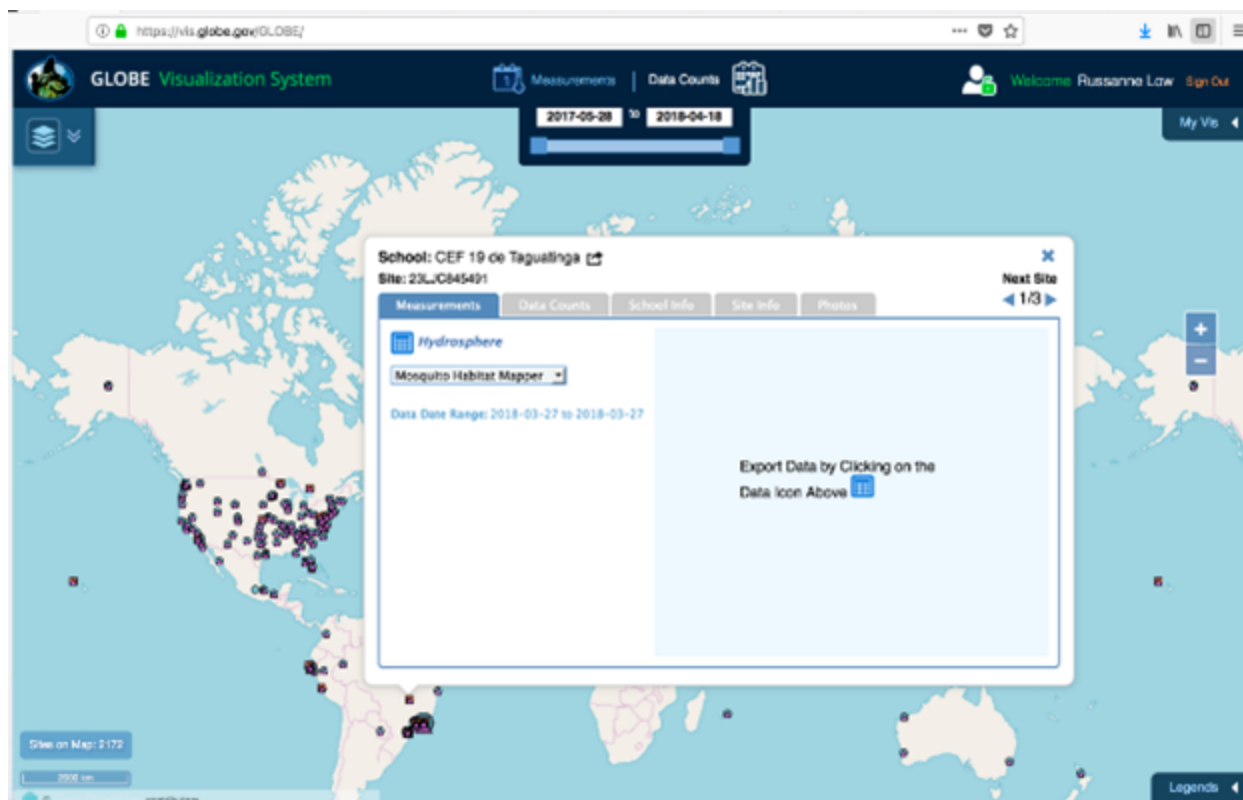 https://vis.globe.gov/GLOBE/
GLOBE Visualization System
Measurements | Data Counts
Welcome Russanne Low Sign Out
2017-05-28 to 2018-04-18
My Vis
School: CEF 19 de Taguatinga
Site: 23LJC845491
Next Site
1/3
Measurements Data Counts School Info Site Info Photos
Hydrosphere
Mosquito Habitat Mapper
Data Date Range: 2018-03-27 to 2018-03-27
Export Data by Clicking on the
Data Icon Above
Sites on Map: 2172
2000 km
Legends